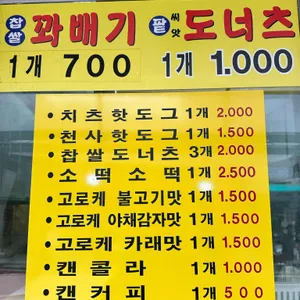 찹쌀 꽈배기 팥 씨앗 도너츠
1개 700 1개 1.000
• 치즈핫도그 1개 2.000
• 천사핫도그 1개 1.500
• 찹쌀도너츠 3개 2.000
• 소떡소떡 1개 2.500
• 고로케 불고기맛 1개 1.500
• 고로케 야채감자맛 1개 1.500
• 고로케 카래맛 1개 1.500
• 캔콜라 1개 1.000
• 캔커피 1개 500